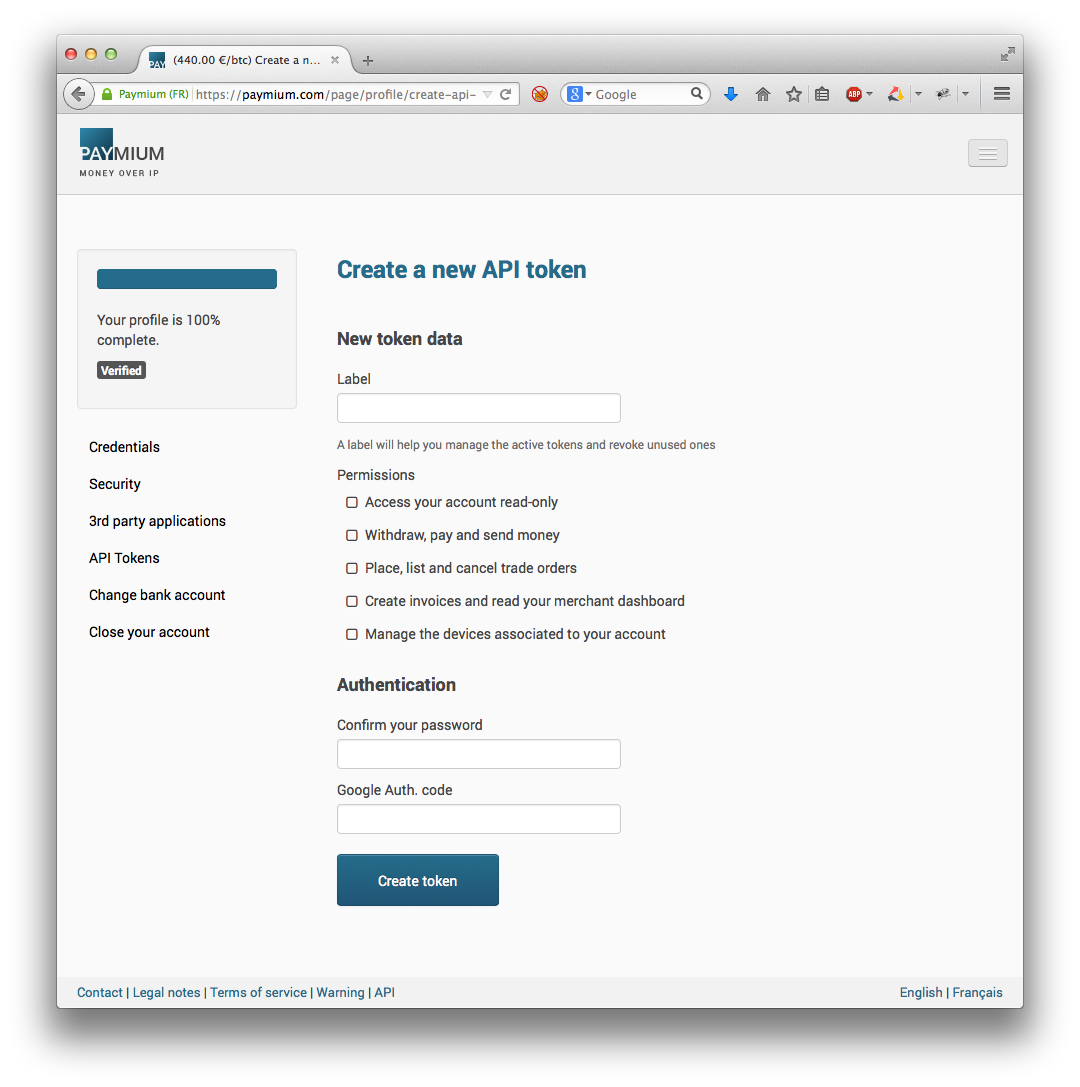 (440.00 €/btc) Create a n...
Paymium (FR) https://paymium.com/page/profile/create-api-
8 Google
ABP
PAYMIUM
MONEY OVER IP
Create a new API token
Your profile is 100%
complete.
Verified
New token data
Label
A label will help you manage the active tokens and revoke unused ones
Credentials
Security
3rd party applications
API Tokens
Change bank account
Close your account
Permissions
Access your account read-only
Withdraw, pay and send money
Place, list and cancel trade orders
Create invoices and read your merchant dashboard
Manage the devices associated to your account
Authentication
Confirm your password
Google Auth. code
Create token
Contact | Legal notes | Terms of service | Warning | API
English | Français